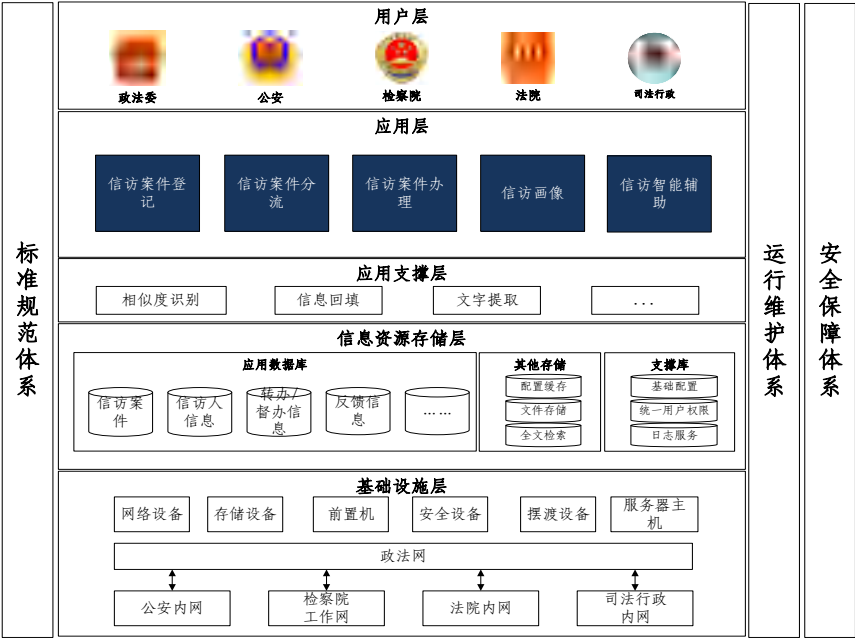 标准规范体系
用户层
政法委
公安
检察院
法院
司法行政
应用层
信访案件登
记
信访案件分
流
信访案件办
理
信访画像
信访智能辅
助
应用支撑层
相似度识别
信息回填
文字提取
...
信息资源存储层
应用数据库
信访案
件
信访人
信息
转办/
督办信
息
反馈信
息
……
其他存储
配置缓存
文件存储
全文检索
支撑库
基础配置
统一用户权限
日志服务
基础设施层
网络设备
存储设备
前置机
安全设备
摆渡设备
服务器主
机
政法网
公安内网
检察院
工作网
法院内网
司法行政
内网
运行维护体系
安全保障体系